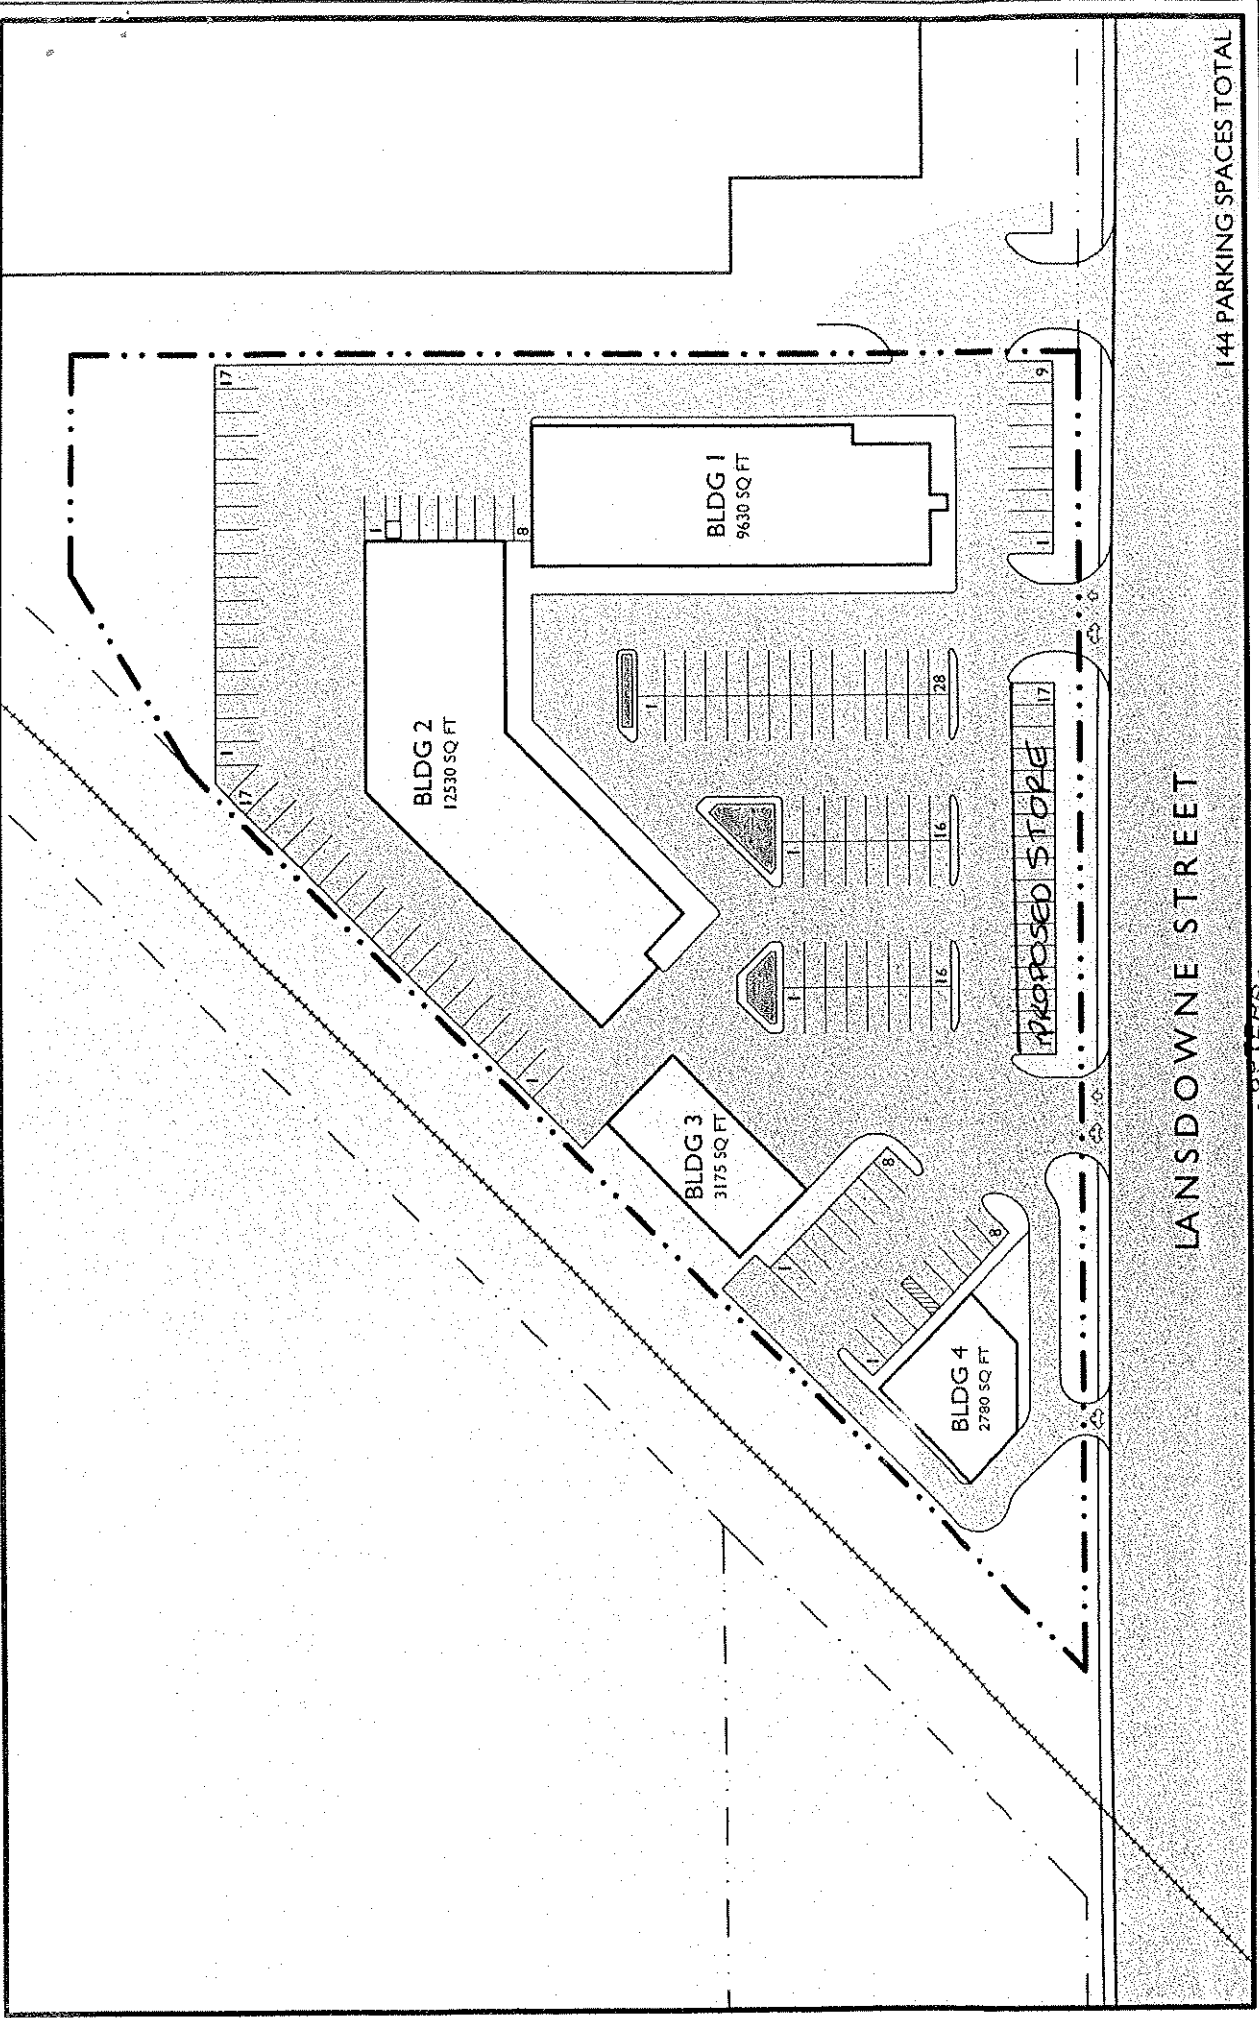 17
1
17
1
1
8
BLDG 2
12530 SQ FT
BLDG 1
9630 SQ FT
BLDG 3
3175 SQ FT
BLDG 4
2780 SQ FT
1
8
1
8
1
16
1
16
1
28
PROPOSED STORE
17
1
9
LANSDOWNE STREET
144 PARKING SPACES TOTAL